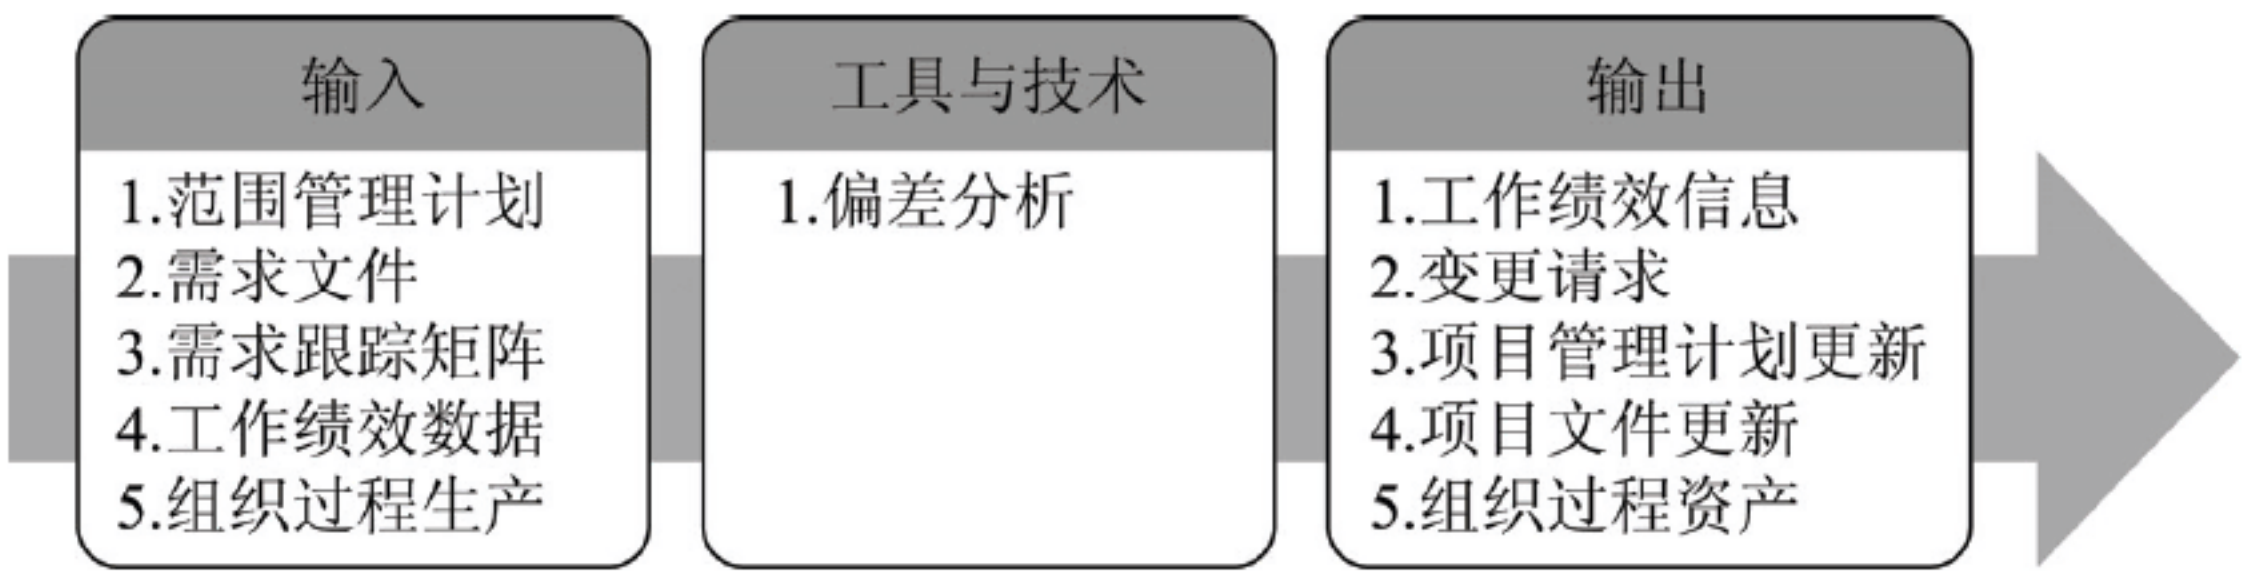 输入
1.范围管理计划
2.需求文件
3.需求跟踪矩阵
4.工作绩效数据
5.组织过程生产
工具与技术
1.偏差分析
输出
1.工作绩效信息
2.变更请求
3.项目管理计划更新
4.项目文件更新
5.组织过程资产